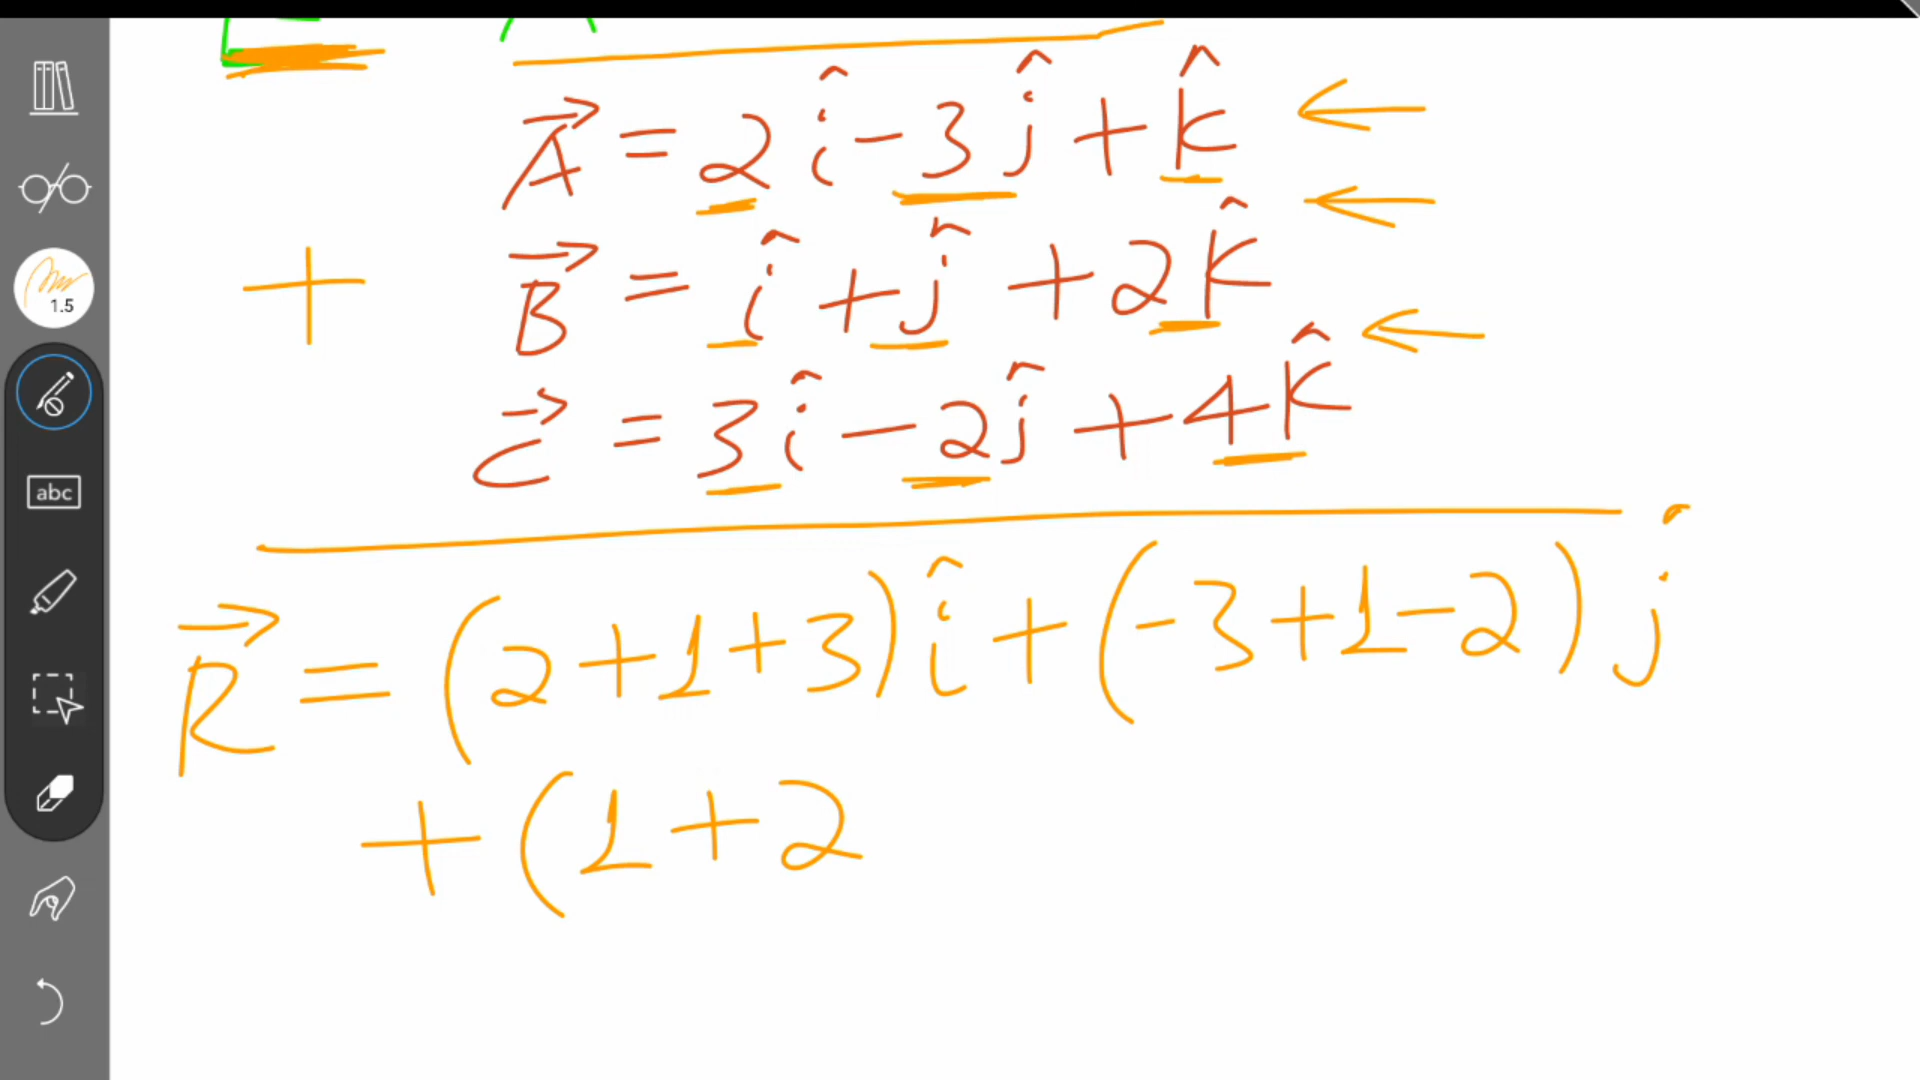 A⃗ = 2î - 3ĵ + k̂
+ B⃗ = î + ĵ + 2k̂
C⃗ = 3î - 2ĵ + 4k̂
R⃗ = (2+1+3)î + (-3+1-2)ĵ
+ (1+2
1.5
abc